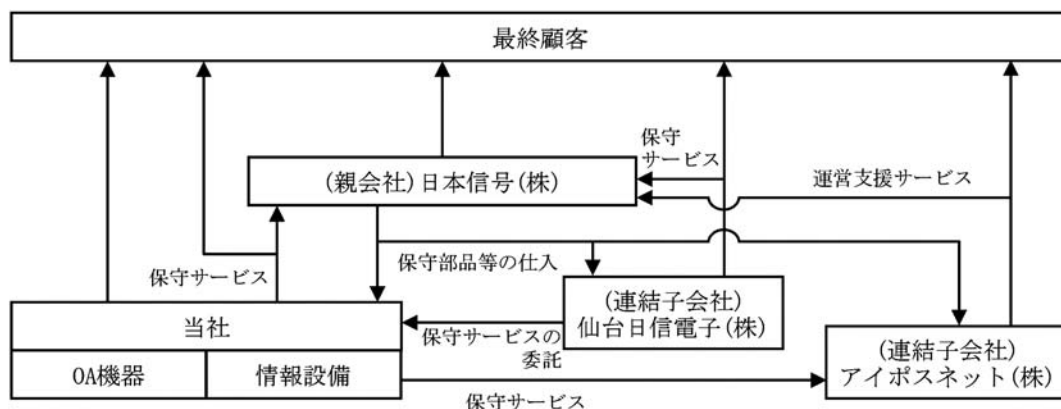 最終顧客
保守
サービス
(親会社)日本信号(株)
運営支援サービス
保守サービス
保守部品等の仕入
(連結子会社)
仙台日信電子(株)
当社
保守サービスの
委託
(連結子会社)
アイポスネット(株)
OA機器
情報設備
保守サービス